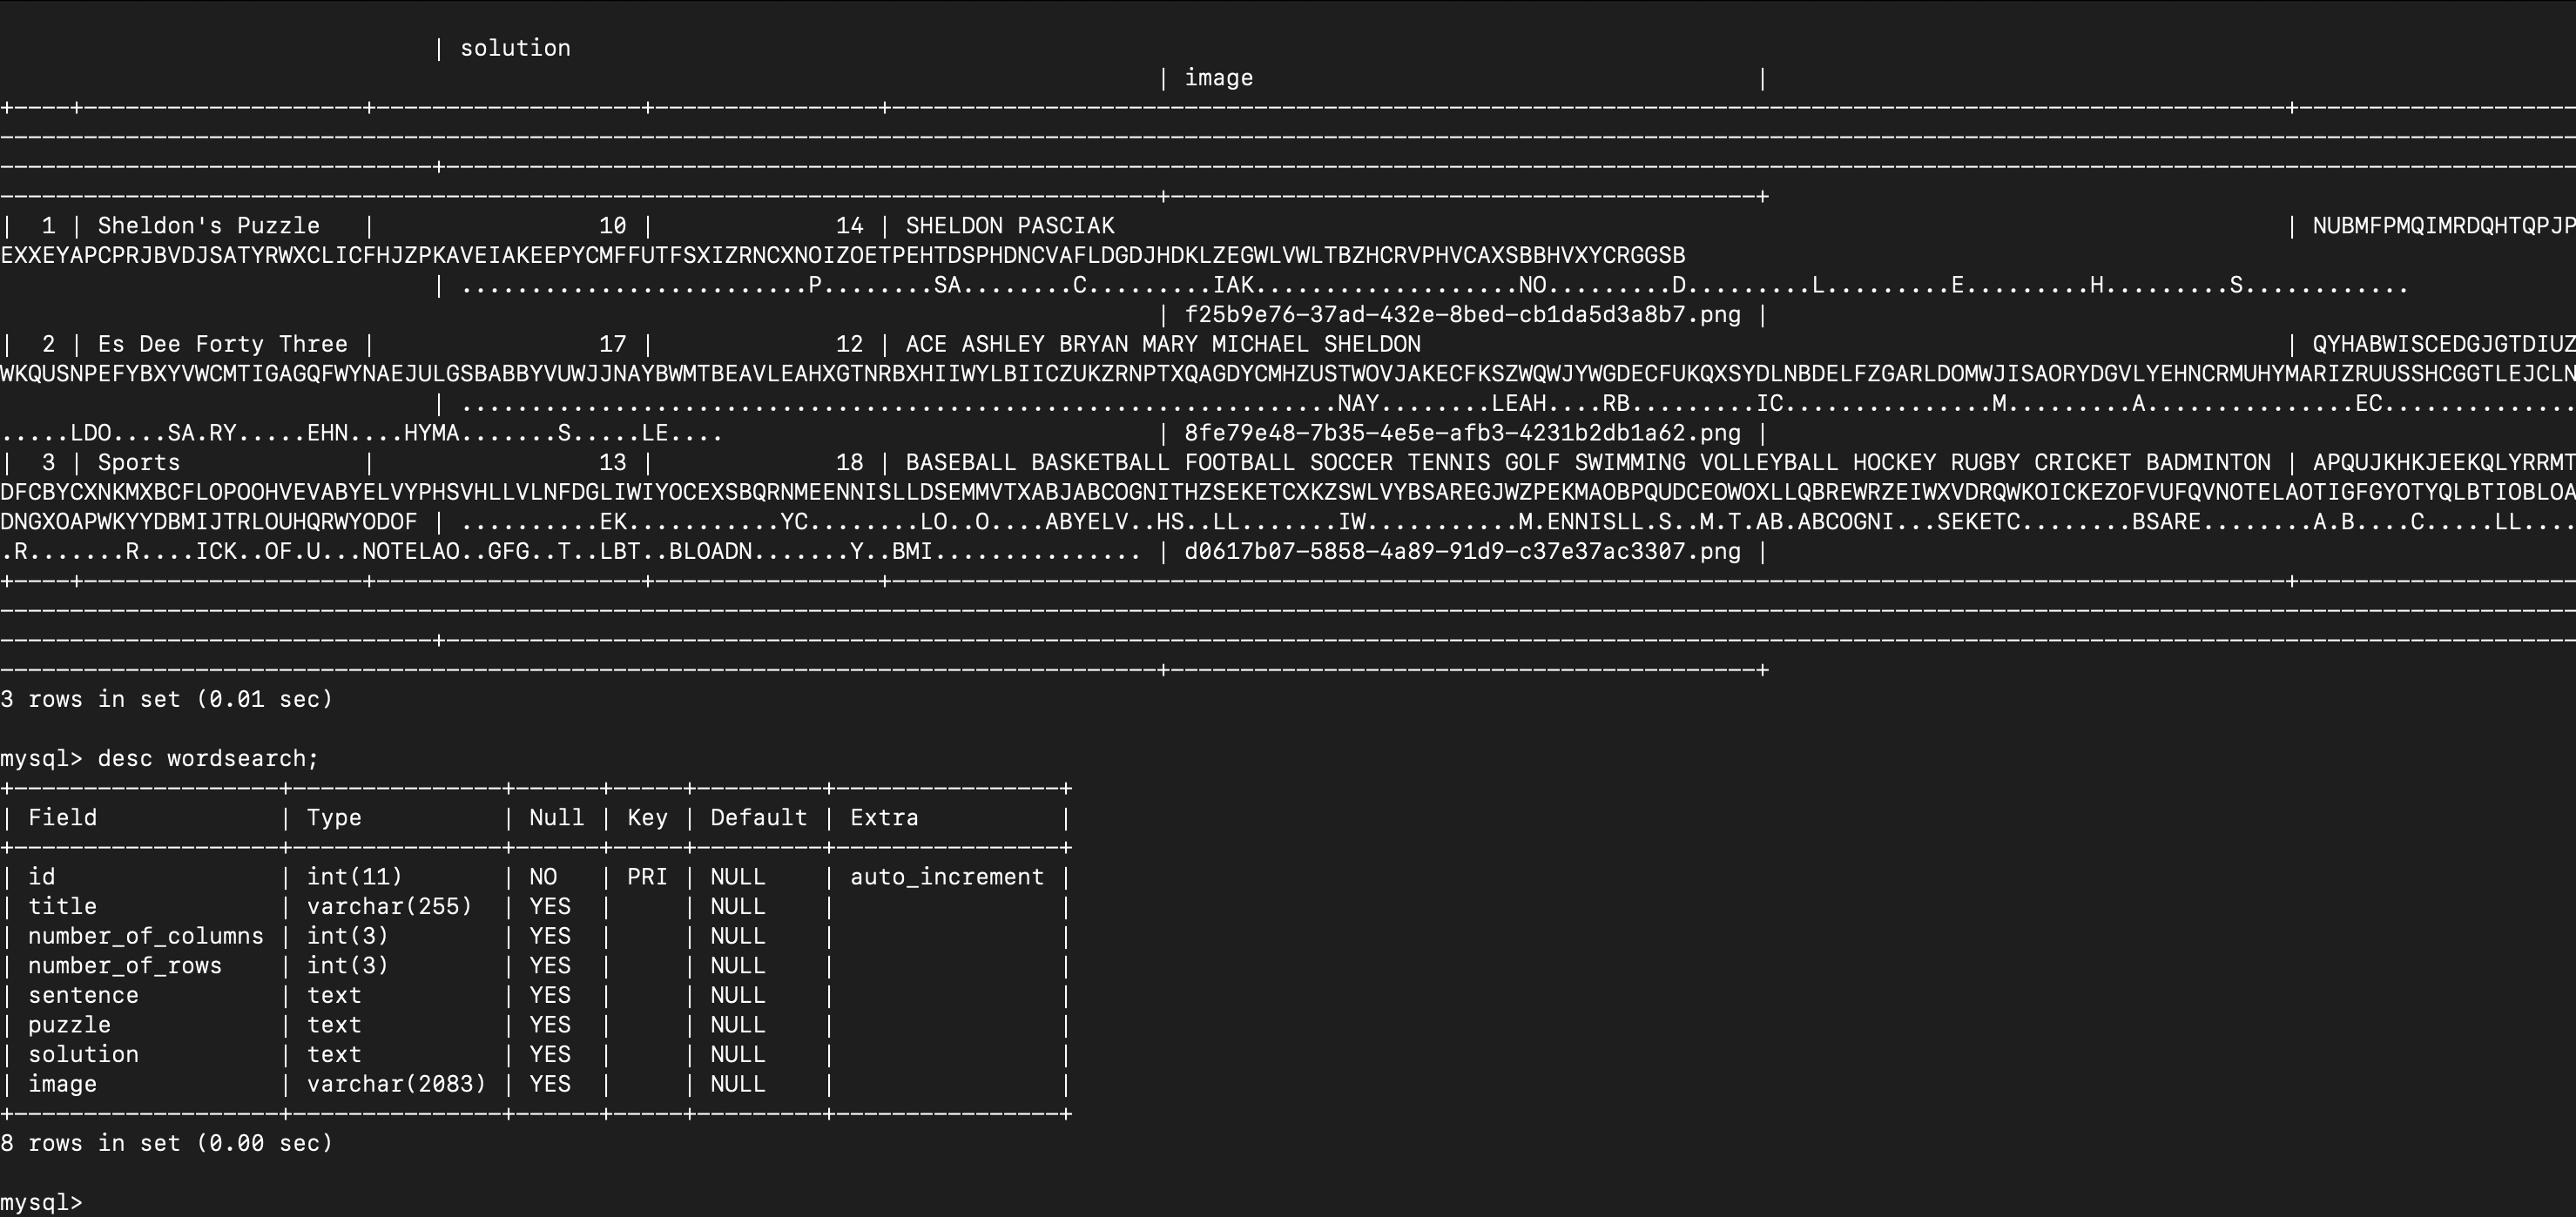 | solution
| image |
+----+--------------------+-------------------+----------------+----------------------------------------------------------------------------------------------------+--------------------
+
+------------------------------------------+
| 1 | Sheldon's Puzzle | 10 | 14 | SHELDON PASCIAK | NUBMFPMQIMRDQHTQPJP
EXXEYAPCPRJBVDJSATYRWXCLICFHJZPKAVEIAKEEPYCMFFUTFSXIZRNCXNOIZOETPEHTDSPHDNCVAFLDGDJHDKLZEGWLVWLTBZHCRVPHVCAXSBBHVXYCRGGSB
| .........................P........SA........C.........IAK...................NO.........D.........L.........E.........H.........S............
| f25b9e76-37ad-432e-8bed-cb1da5d3a8b7.png |
| 2 | Es Dee Forty Three | 17 | 12 | ACE ASHLEY BRYAN MARY MICHAEL SHELDON | QYHABWISCEDGJGTDIUZ
WKQUSNPEFYBXYVWCMTIGAGQFWYNAEJULGSBABBYVUWJJNAYBWMTBEAVLEAHXGTNRBXHIIWYLBIICZUKZRNPTXQAGDYCMHZUSTWOVJAKECFKSZWQWJYWGDECFUKQXSYDLNBDELFZGARLDOMWJISAORYDGVLYEHNCRMUHYMARIZRUUSSHCGGTLEJCLN
| ...............................................................NAY........LEAH....RB.........IC................M.........A...............EC..............
.....LDO....SA.RY.....EHN....HYMA.......S.....LE.... | 8fe79e48-7b35-4e5e-afb3-4231b2db1a62.png |
| 3 | Sports | 13 | 18 | BASEBALL BASKETBALL FOOTBALL SOCCER TENNIS GOLF SWIMMING VOLLEYBALL HOCKEY RUGBY CRICKET BADMINTON | APQUJKHKJEEKQLYRRMT
DFCBYCXNKMXBCFLOPOOHVEVABYELVYPHSVHLLVLNFDGLIWIYOCEXSBQRNMEENNISLLDSEMMVTXABJABCOGNITHZSEKETCXKZSWLVYBSAREGJWZPEKMAOBPQUDCEOWOXLLQBREWRZEIWXVDRQWKOICKEZOFVUFQVNOTELAOTIGFGYOTYQLBTIOBLOA
DNGXOAPWKYYDBMIJTRLOUHQRWYODOF | ..........EK...........YC........LO..O....ABYELV..HS..LL.......IW...........M.ENNISLL.S..M.T.AB.ABCOGNI...SEKETC........BSARE........A.B....C.....LL....
.R.......R....ICK..OF.U...NOTELAO..GFG..T..LBT..BLOADN.......Y..BMI............... | d0617b07-5858-4a89-91d9-c37e37ac3307.png |
3 rows in set (0.01 sec)
mysql> desc wordsearch;
| Field | Type | Null | Key | Default | Extra |
| id | int(11) | NO | PRI | NULL | auto_increment |
| title | varchar(255) | YES | | NULL | |
| number_of_columns | int(3) | YES | | NULL | |
| number_of_rows | int(3) | YES | | NULL | |
| sentence | text | YES | | NULL | |
| puzzle | text | YES | | NULL | |
| solution | text | YES | | NULL | |
| image | varchar(2083) | YES | | NULL | |
8 rows in set (0.00 sec)
mysql>